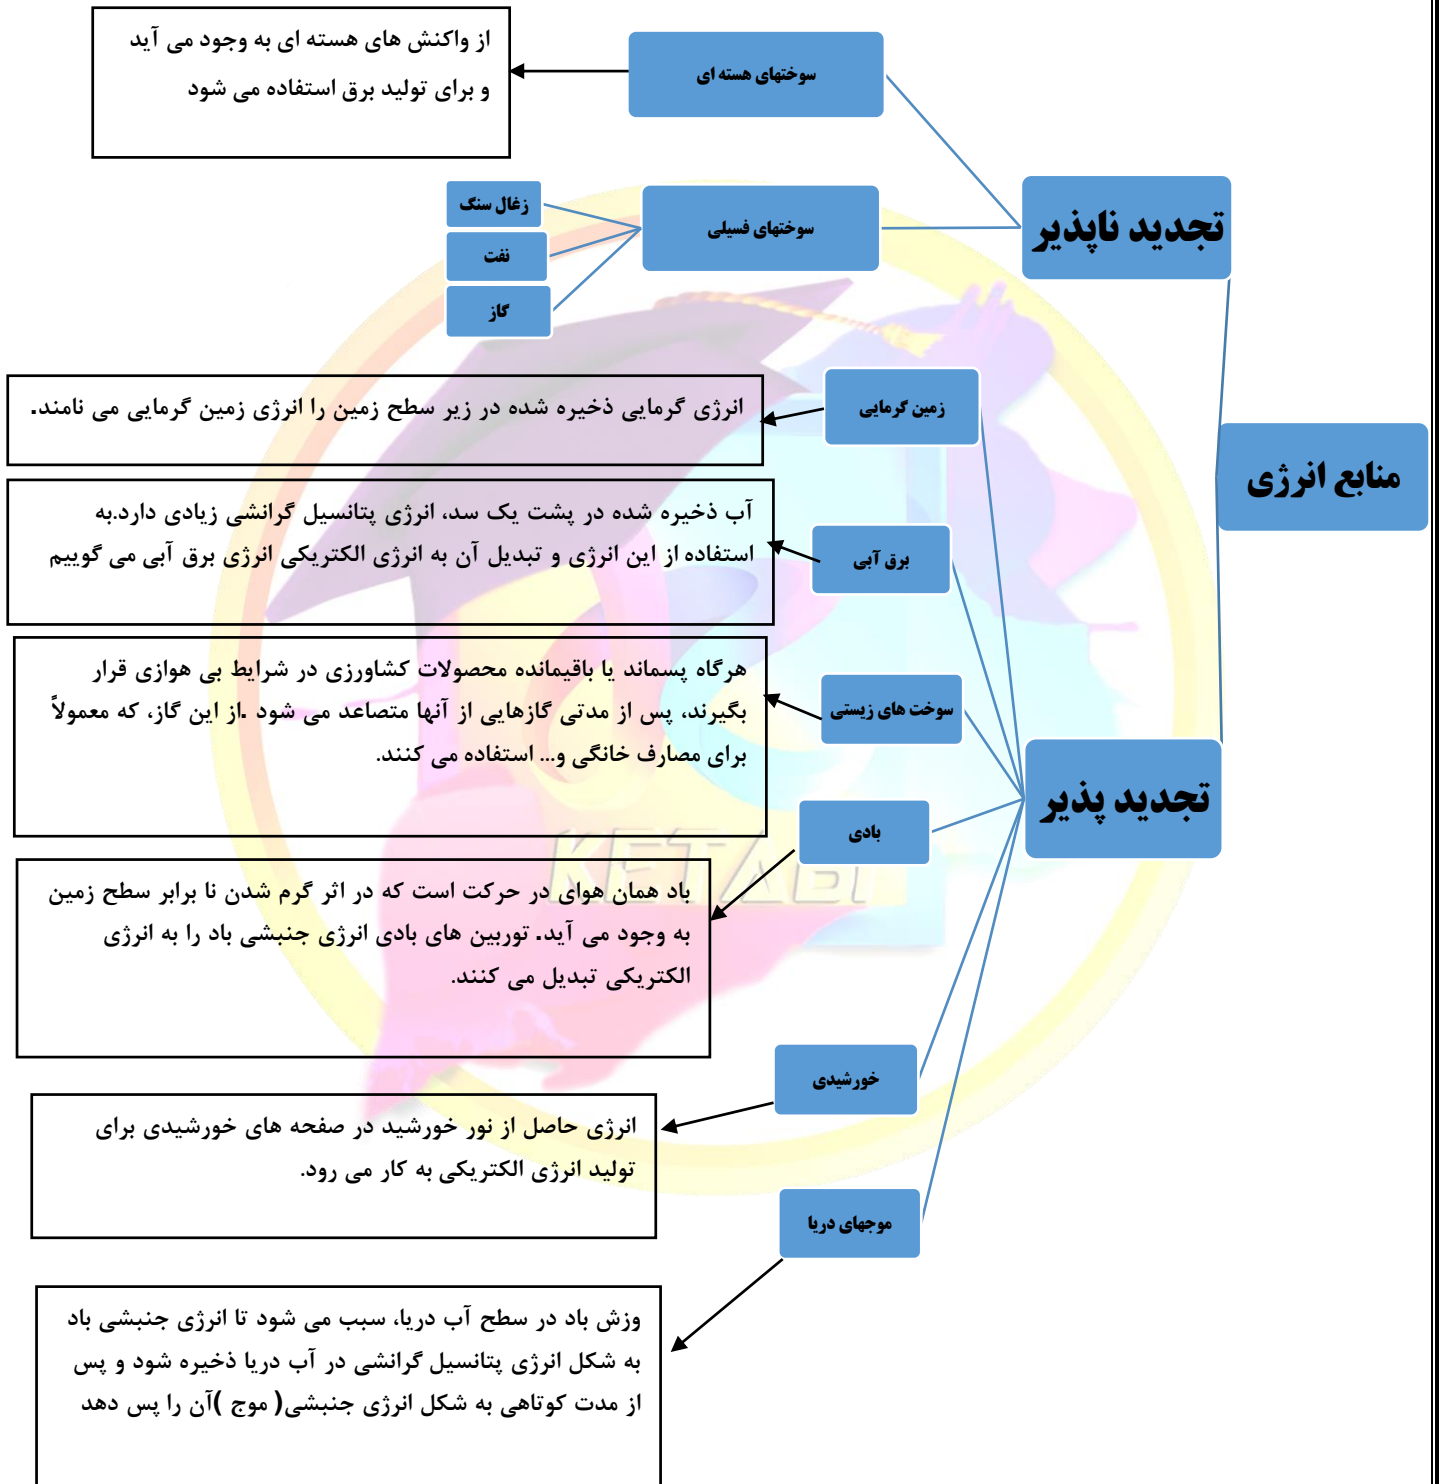 منابع انرژی
تجدید ناپذیر
سوختهای هسته ای
از واکنش های هسته ای به وجود می آید
و برای تولید برق استفاده می شود
سوختهای فسیلی
زغال سنگ
نفت
گاز
تجدید پذیر
زمین گرمایی
انرژی گرمایی ذخیره شده در زیر سطح زمین را انرژی زمین گرمایی می نامند.
برق آبی
آب ذخیره شده در پشت یک سد، انرژی پتانسیل گرانشی زیادی دارد.به
استفاده از این انرژی و تبدیل آن به انرژی الکتریکی انرژی برق آبی می گوییم
سوخت های زیستی
هرگاه پسماند یا باقیمانده محصولات کشاورزی در شرایط بی هوازی قرار
بگیرند، پس از مدتی گازهایی از آنها متصاعد می شود .از این گاز، که معمولاً
برای مصارف خانگی و... استفاده می کنند.
بادی
باد همان هوای در حرکت است که در اثر گرم شدن نا برابر سطح زمین
به وجود می آید. توربین های بادی انرژی جنبشی باد را به انرژی
الکتریکی تبدیل می کنند.
خورشیدی
انرژی حاصل از نور خورشید در صفحه های خورشیدی برای
تولید انرژی الکتریکی به کار می رود.
موجهای دریا
وزش باد در سطح آب دریا، سبب می شود تا انرژی جنبشی باد
به شکل انرژی پتانسیل گرانشی در آب دریا ذخیره شود و پس
از مدت کوتاهی به شکل انرژی جنبشی( موج )آن را پس دهد
KETABI